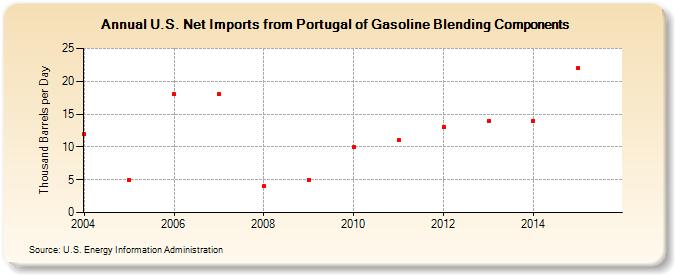 Annual U.S. Net Imports from Portugal of Gasoline Blending Components
Thousand Barrels per Day
25
20
15
10
5
0
2004 2006 2008 2010 2012 2014
Source: U.S. Energy Information Administration